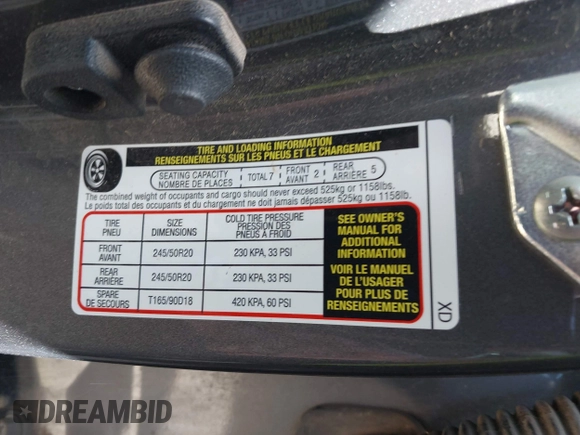 TIRE AND LOADING INFORMATION
RENSEIGNEMENTS SUR LES PNEUS ET LE CHARGEMENT
SEATING CAPACITY
NOMBRE DE PLACES
TOTAL 7
FRONT
AVANT 2
REAR
ARRIÈRE 5
The combined weight of occupants and cargo should never exceed 525kg or 1158lbs.
Le poids total des occupants et du chargement ne doit jamais dépasser 525kg ou 1158lb.
TIRE
PNEU
SIZE
DIMENSIONS
COLD TIRE PRESSURE
PRESSION DES
PNEUS A FROID
FRONT
AVANT
245/50R20
230 KPA, 33 PSI
REAR
ARRIÈRE
245/50R20
230 KPA, 33 PSI
SPARE
DE SECOURS
T165/90D18
420 KPA, 60 PSI
SEE OWNER'S
MANUAL FOR
ADDITIONAL
INFORMATION
VOIR LE MANUEL
DE L'USAGER
POUR PLUS DE
RENSEIGNEMENTS
XD
DREAMBID